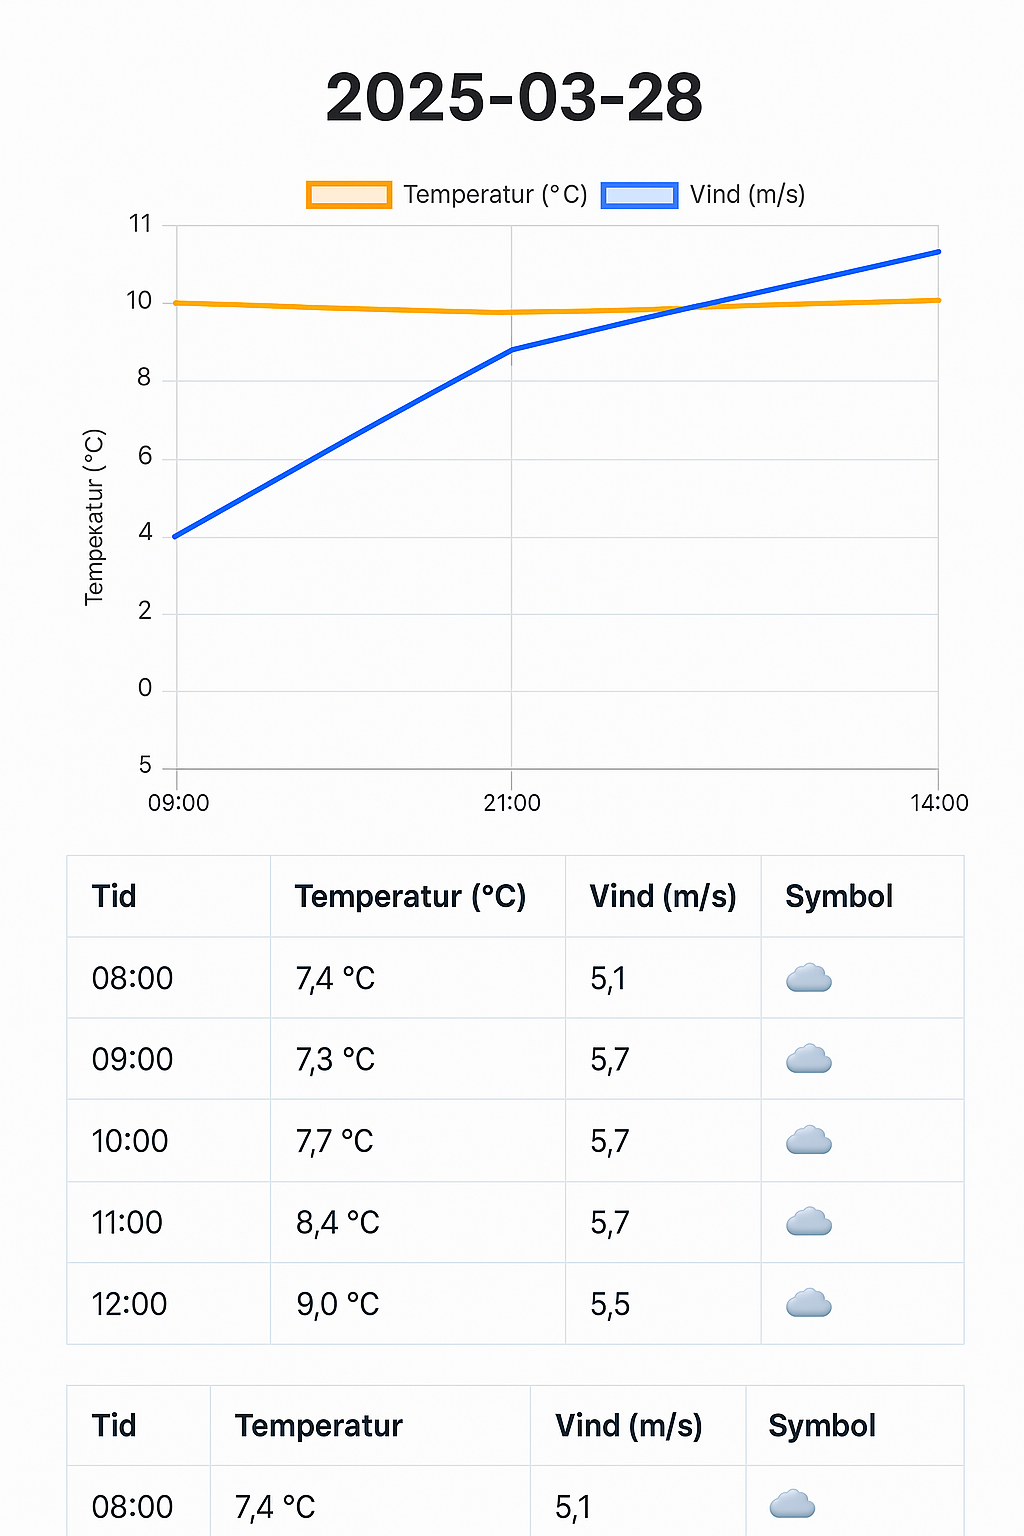 2025-03-28
Temperatur (°C) Vind (m/s)
11
10
8
6
4
2
0
5
Tempeкatur (°C)
09:00 21:00 14:00
Tid Temperatur (°C) Vind (m/s) Symbol
08:00 7,4 °C 5,1
09:00 7,3 °C 5,7
10:00 7,7 °C 5,7
11:00 8,4 °C 5,7
12:00 9,0 °C 5,5
Tid Temperatur Vind (m/s) Symbol
08:00 7,4 °C 5,1